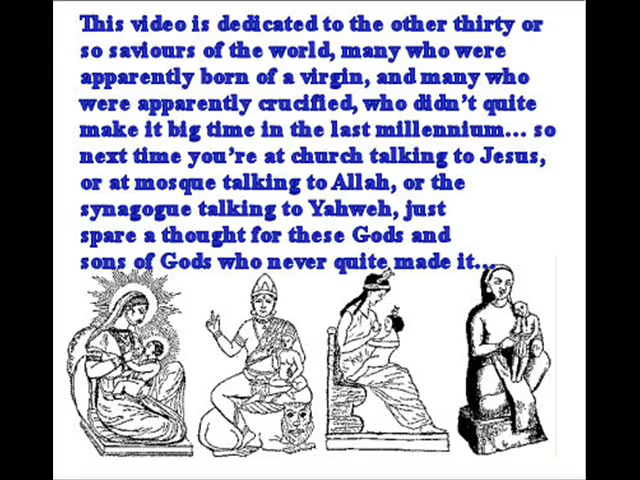 This video is dedicated to the other thirty or
so saviours of the world, many who were
apparently born of a virgin, and many who
were apparently crucified, who didn't quite
make it big time in the last millennium... so
next time you're at church talking to Jesus,
or at mosque talking to Allah, or the
synagogue talking to Yahweh, just
spare a thought for these Gods and
sons of Gods who never quite made it...